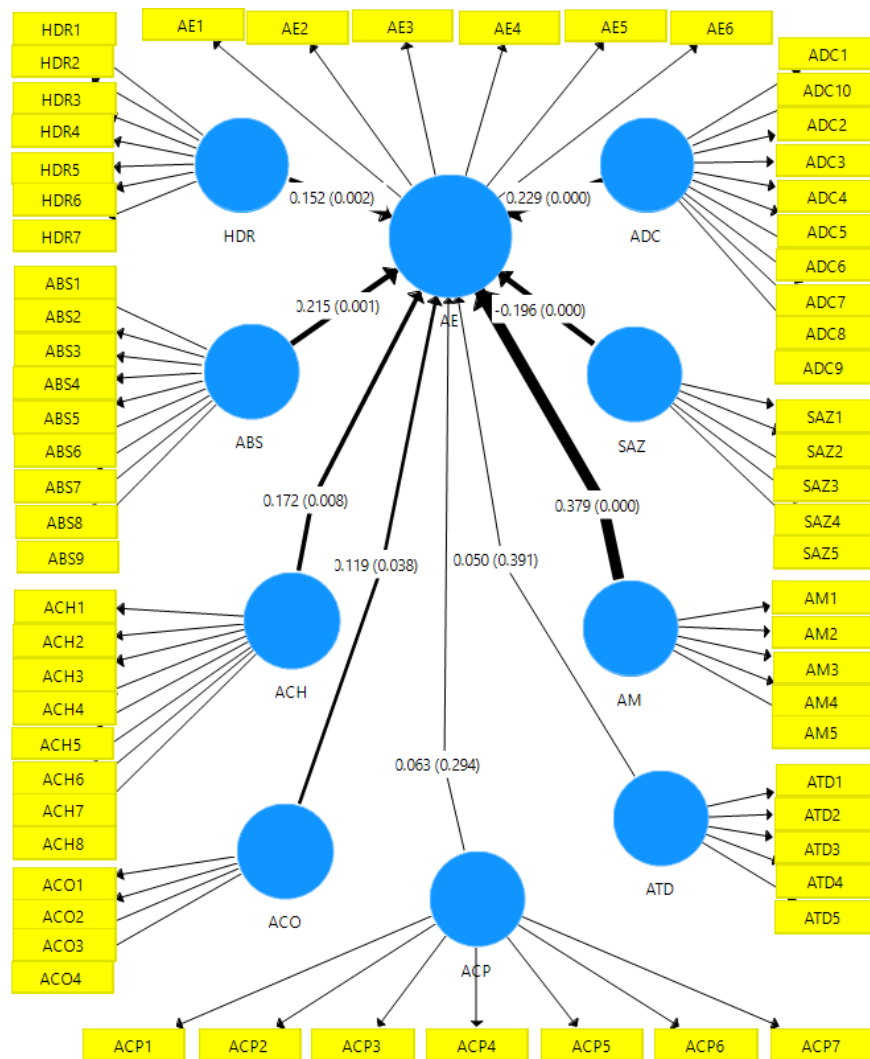 HDR1
HDR2
HDR3
HDR4
HDR5
HDR6
HDR7
AE1
AE2
AE3
AE4
AE5
AE6
ADC1
ADC10
ADC2
ADC3
ADC4
ADC5
ADC6
ADC7
ADC8
ADC9
HDR
0.152 (0.002)
0.229 (0.000)
ADC
AE
ABS1
ABS2
ABS3
ABS4
ABS5
ABS6
ABS7
ABS8
ABS9
ABS
0.215 (0.001)
-0.196 (0.000)
SAZ
SAZ1
SAZ2
SAZ3
SAZ4
SAZ5
0.172 (0.008)
0.119 (0.038)
0.050 (0.391)
0.379 (0.000)
ACH1
ACH2
ACH3
ACH4
ACH5
ACH6
ACH7
ACH8
ACH
AM
AM1
AM2
AM3
AM4
AM5
0.063 (0.294)
ACO1
ACO2
ACO3
ACO4
ACO
ATD
ATD1
ATD2
ATD3
ATD4
ATD5
ACP
ACP1
ACP2
ACP3
ACP4
ACP5
ACP6
ACP7